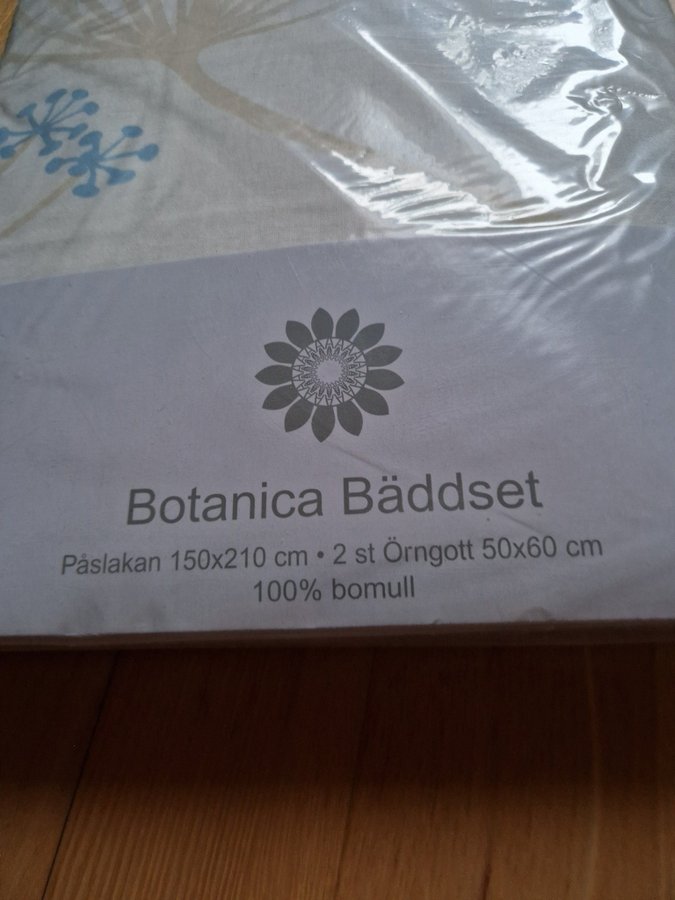 Botanica Bäddset
Påslakan 150x210 cm • 2 st Örngott 50x60 cm
100% bomull